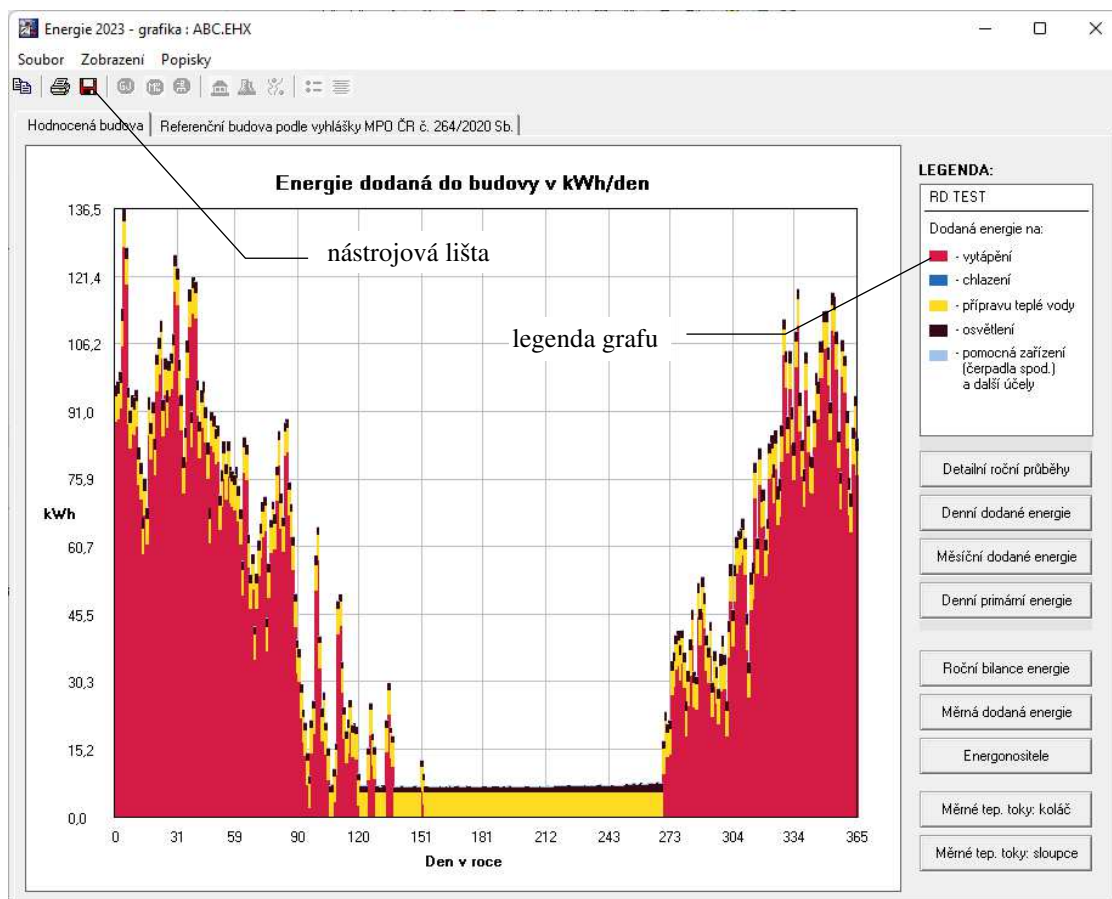 Energie 2023 - grafika : ABC.EHX
Soubor Zobrazení Popisky
Hodnocená budova Referenční budova podle vyhlášky MPO ČR č. 264/2020 Sb.
Energie dodaná do budovy v kWh/den
136,5
121,4
106,2
91,0
75,9
kWh
60,7
45,5
30,3
15,2
0,0
0 31 59 90 120 151 181 212 243 273 304 334 365
Den v roce
nástrojová lišta
legenda grafu
LEGENDA:
RD TEST
Dodaná energie na:
- vytápění
- chlazení
- přípravu teplé vody
- osvětlení
- pomocná zařízení
(čerpadla spod.)
a další účely
Detailní roční průběhy
Denní dodané energie
Měsíční dodané energie
Denní primární energie
Roční bilance energie
Měrná dodaná energie
Energonositele
Měrné tep. toky: koláč
Měrné tep. toky: sloupce